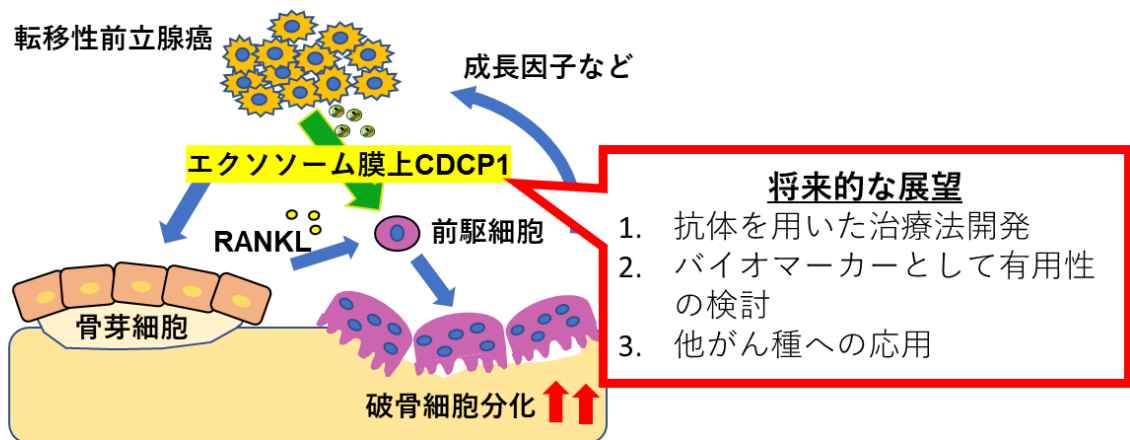 転移性前立腺癌
成長因子など
エクソソーム膜上CDCP1
RANKL
前駆細胞
骨芽細胞
破骨細胞分化
将来的な展望
1. 抗体を用いた治療法開発
2. バイオマーカーとして有用性
の検討
3. 他がん種への応用